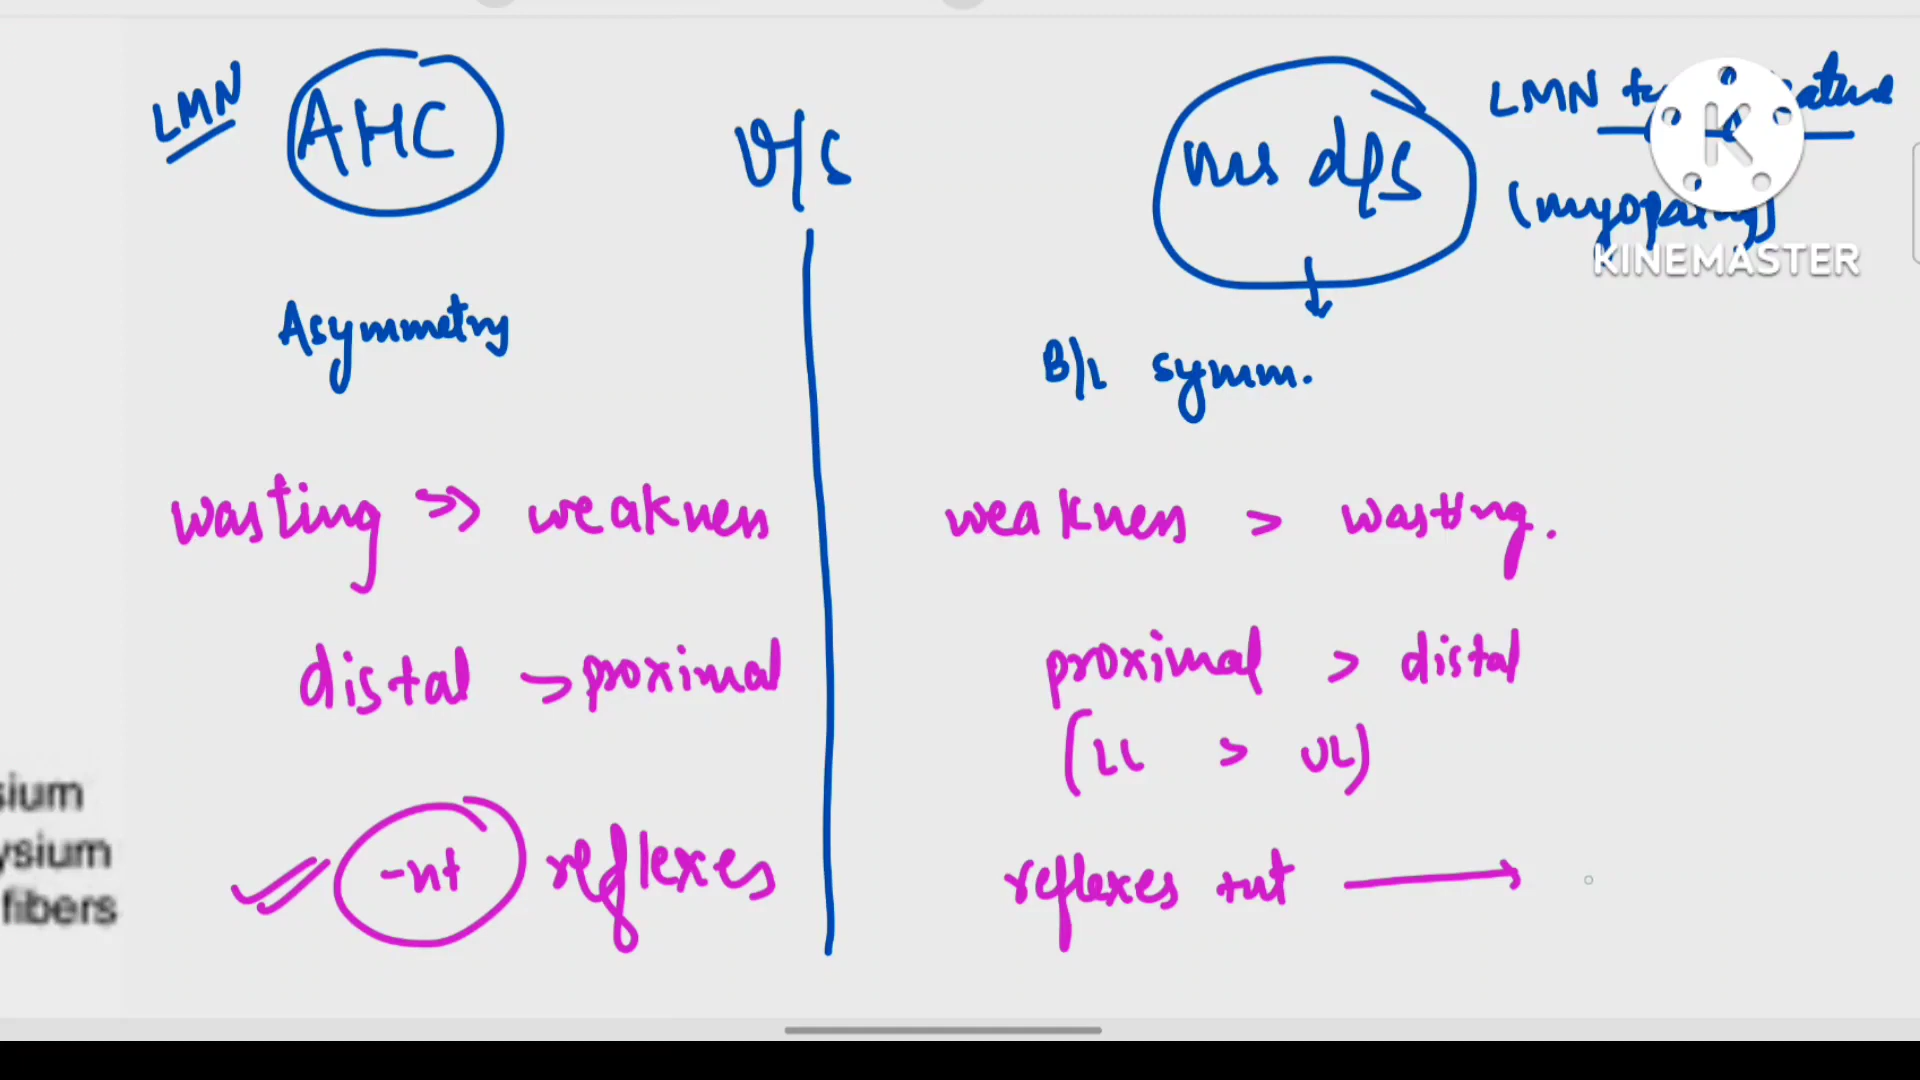 LMN AHC V/S ms dps LMN
(myopathy)
KINEMASTER
Asymmetry B/L symm.
wasting >> weakness weakness > wasting.
distal > proximal proximal > distal
(LL > UL)
-nt reflexes reflexes +nt →
sium
ysium
fibers